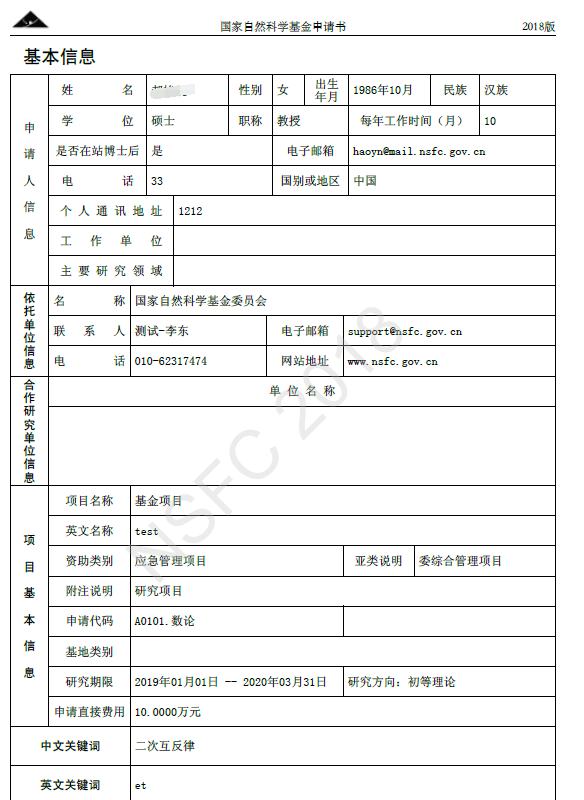 国家自然科学基金申请书 2018版
基本信息
申请人信息
姓 名 性别 女 出生年月 1986年10月 民族 汉族
学 位 硕士 职称 教授 每年工作时间（月） 10
是否在站博士后 是 电子邮箱 haoyn@mail.nsfc.gov.cn
电 话 33 国别或地区 中国
个 人 通 讯 地 址 1212
工 作 单 位
主 要 研 究 领 域
依托单位信息
名 称 国家自然科学基金委员会
联 系 人 测试-李东 电子邮箱 support@nsfc.gov.cn
电 话 010-62317474 网站地址 www.nsfc.gov.cn
合作研究单位信息
单 位 名 称
项目基本信息
项目名称 基金项目
英文名称 test
资助类别 应急管理项目 亚类说明 委综合管理项目
附注说明 研究项目
申请代码 A0101.数论
基地类别
研究期限 2019年01月01日 -- 2020年03月31日 研究方向: 初等理论
申请直接费用 10.0000万元
中文关键词 二次互反律
英文关键词 et
NSFC 2018